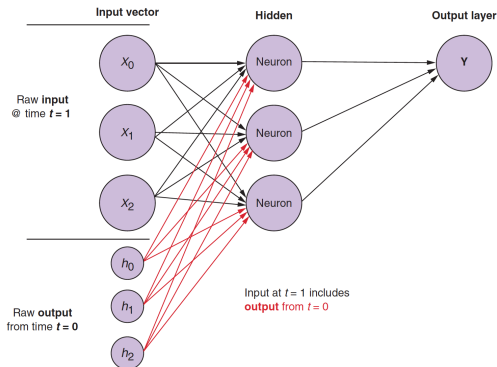 Input vector
Hidden
Output layer
X0
Neuron
Y
Raw input
@ time t = 1
X1
Neuron
X2
Neuron
h0
h1
h2
Raw output
from time t = 0
Input at t = 1 includes
output from t = 0